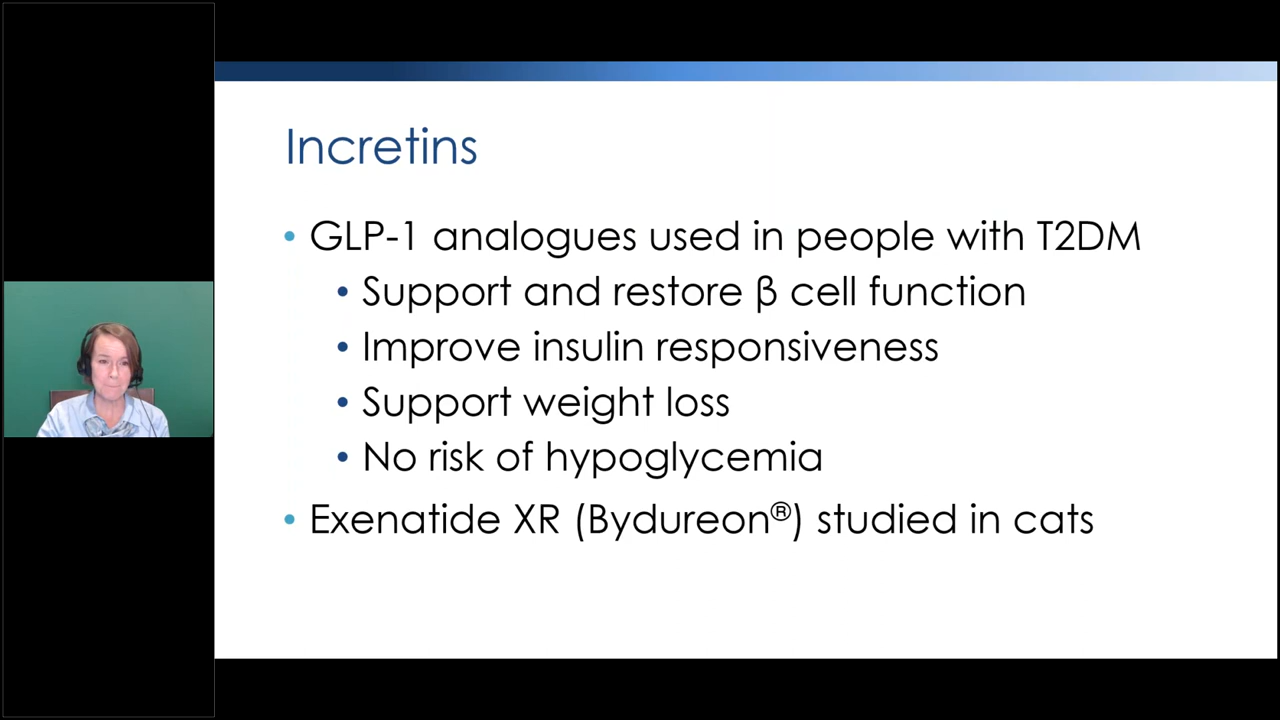 Incretins
• GLP-1 analogues used in people with T2DM
• Support and restore β cell function
• Improve insulin responsiveness
• Support weight loss
• No risk of hypoglycemia
• Exenatide XR (Bydureon®) studied in cats